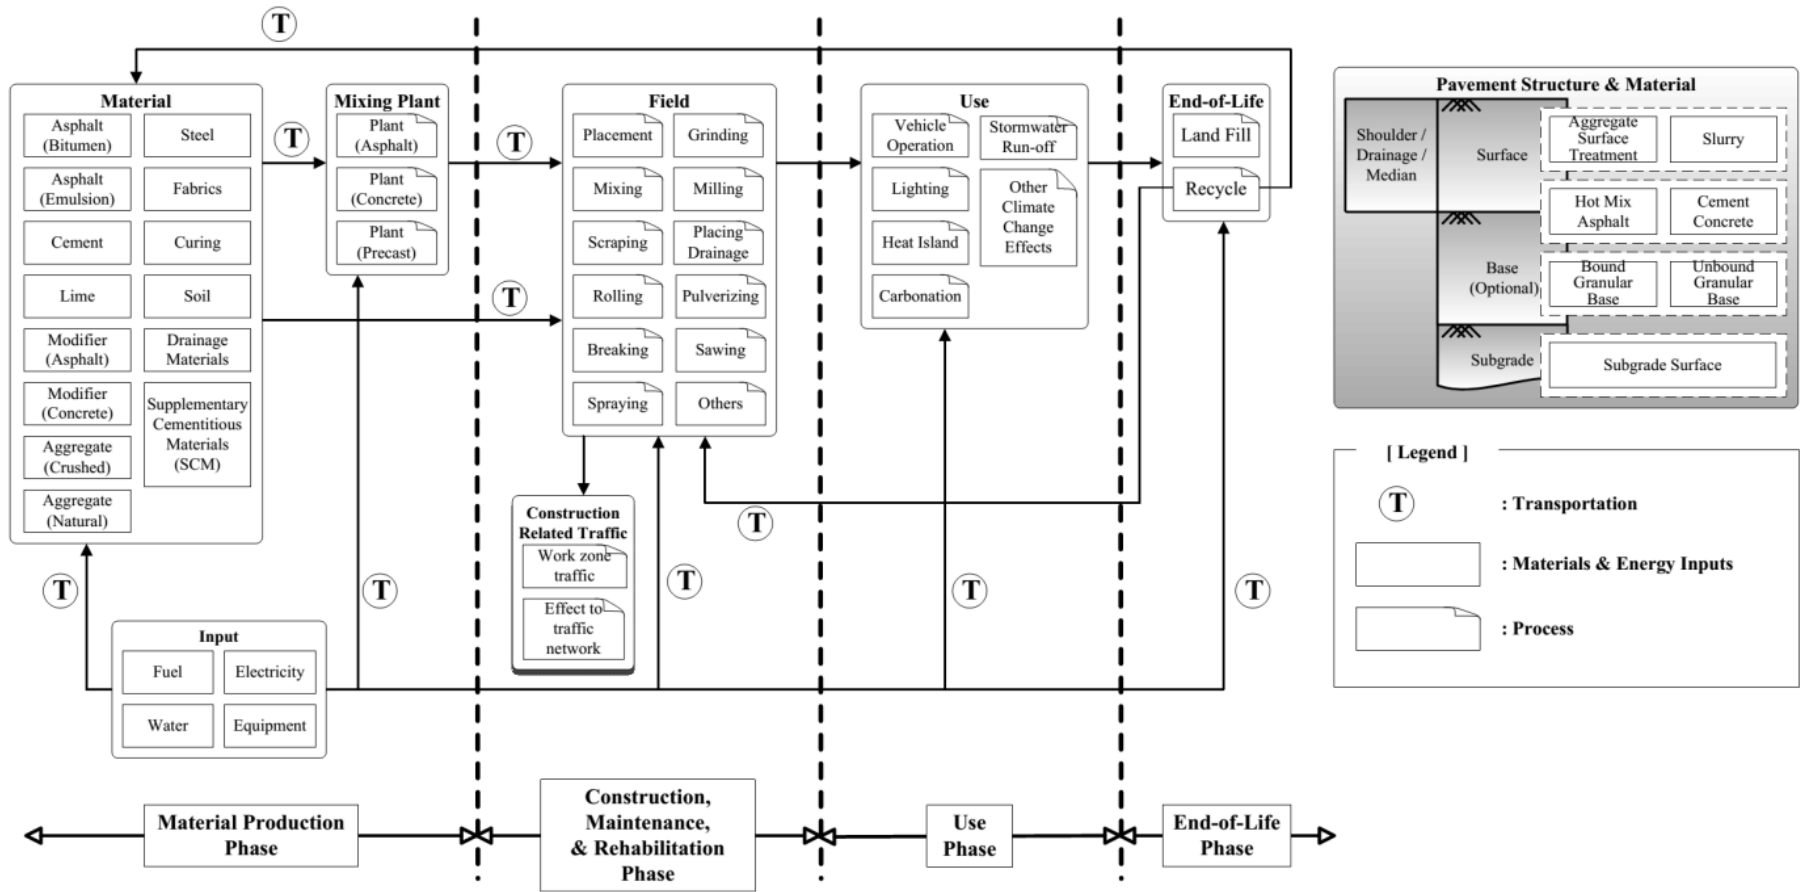 T
Material
Asphalt
(Bitumen)
Steel
Asphalt
(Emulsion)
Fabrics
Cement
Curing
Lime
Soil
Modifier
(Asphalt)
Drainage
Materials
Modifier
(Concrete)
Supplementary
Cementitious
Materials
(SCM)
Aggregate
(Crushed)
Aggregate
(Natural)
T
Mixing Plant
Plant
(Asphalt)
Plant
(Concrete)
Plant
(Precast)
T
T
Field
Placement
Grinding
Mixing
Milling
Scraping
Placing
Drainage
Rolling
Pulverizing
Breaking
Sawing
Spraying
Others
Use
Vehicle
Operation
Stormwater
Run-off
Lighting
Other
Climate
Change
Effects
Heat Island
Carbonation
End-of-Life
Land Fill
Recycle
Construction
Related Traffic
Work zone
traffic
Effect to
traffic
network
T
T
T
T
T
T
Input
Fuel
Electricity
Water
Equipment
Material Production
Phase
Construction,
Maintenance,
& Rehabilitation
Phase
Use
Phase
End-of-Life
Phase
Pavement Structure & Material
Shoulder /
Drainage /
Median
Surface
Aggregate
Surface
Treatment
Slurry
Hot Mix
Asphalt
Cement
Concrete
Base
(Optional)
Bound
Granular
Base
Unbound
Granular
Base
Subgrade
Subgrade Surface
[ Legend ]
T
: Transportation
: Materials & Energy Inputs
: Process